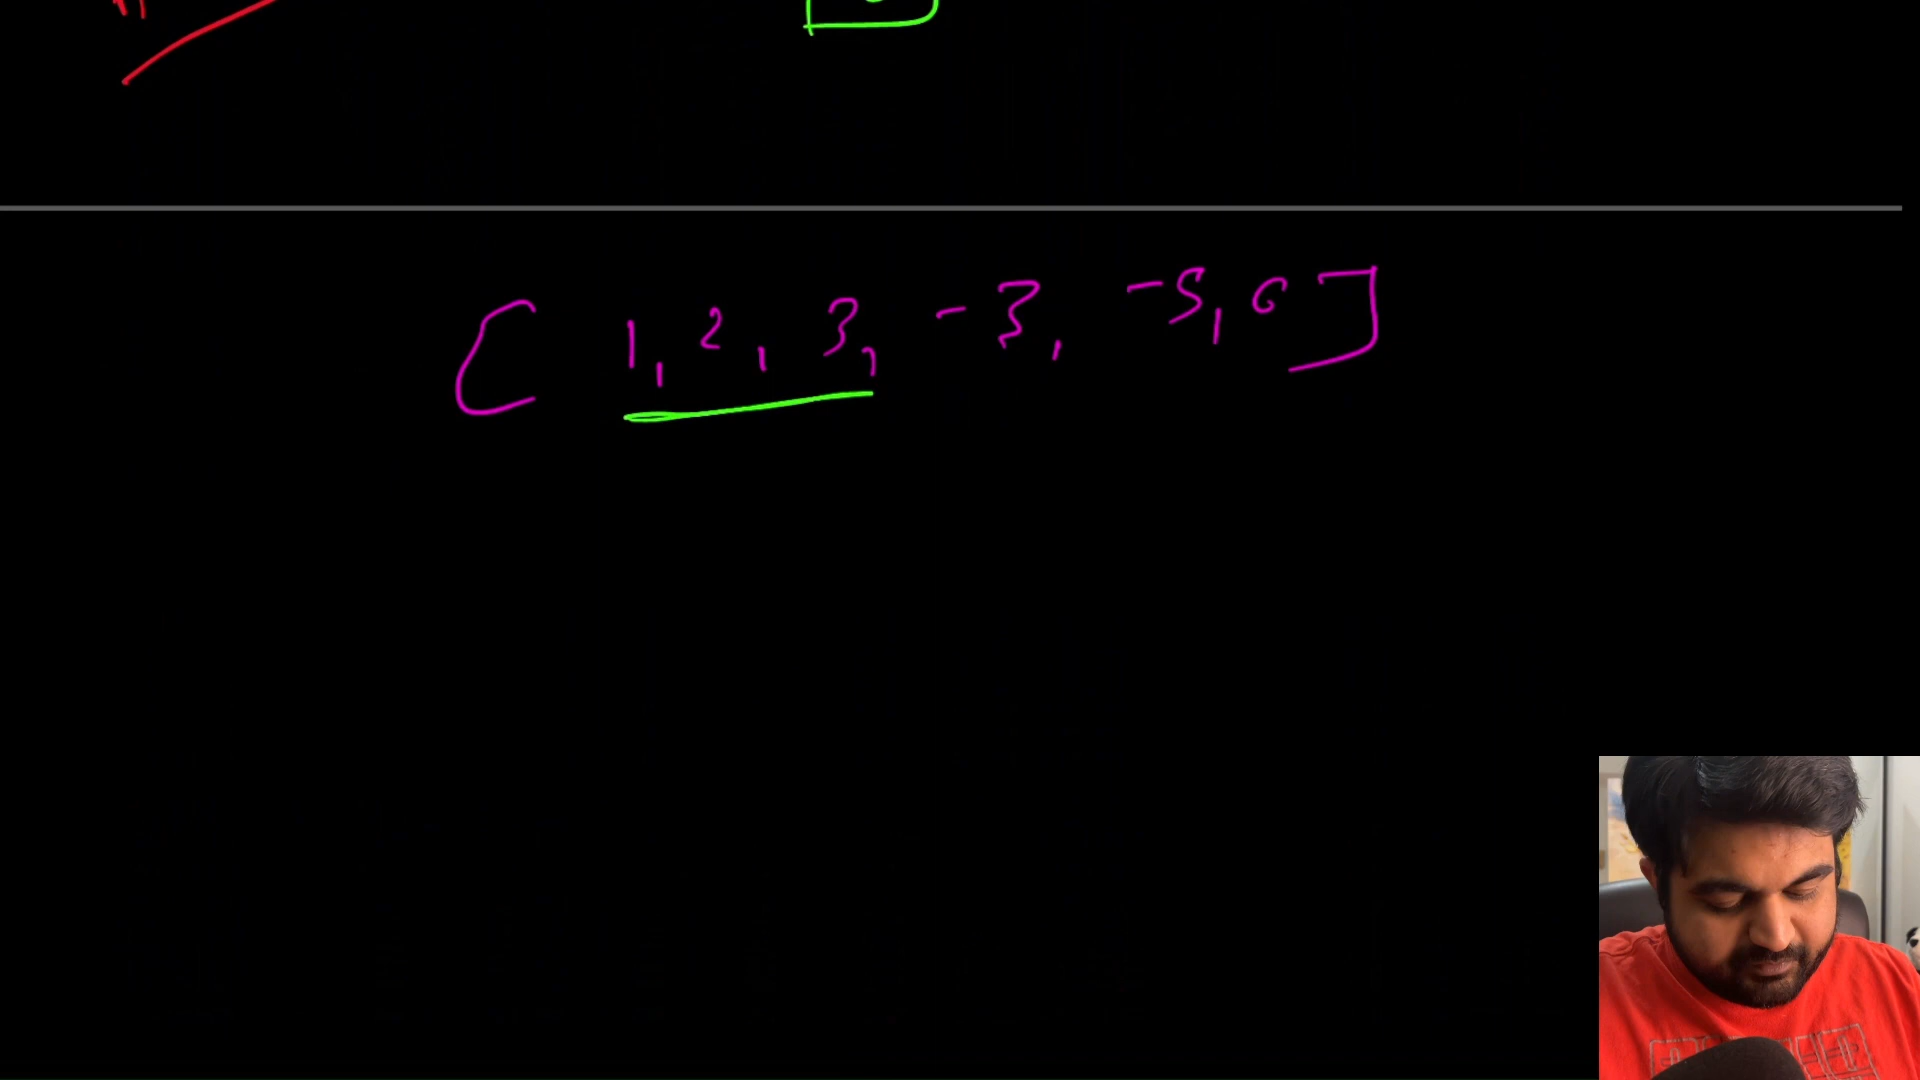 [ 1, 2, 3, -3, -5, 6 ]